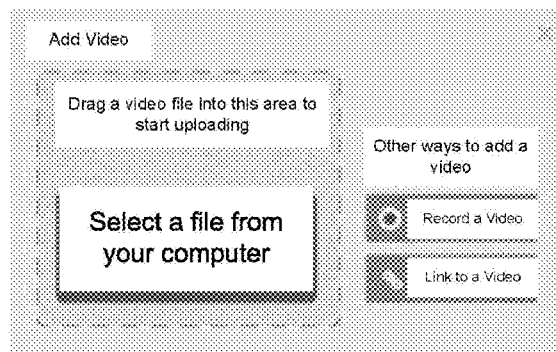 Add Video
Drag a video file into this area to
start uploading
Select a file from
your computer
Other ways to add a
video
Record a Video
Link to a Video